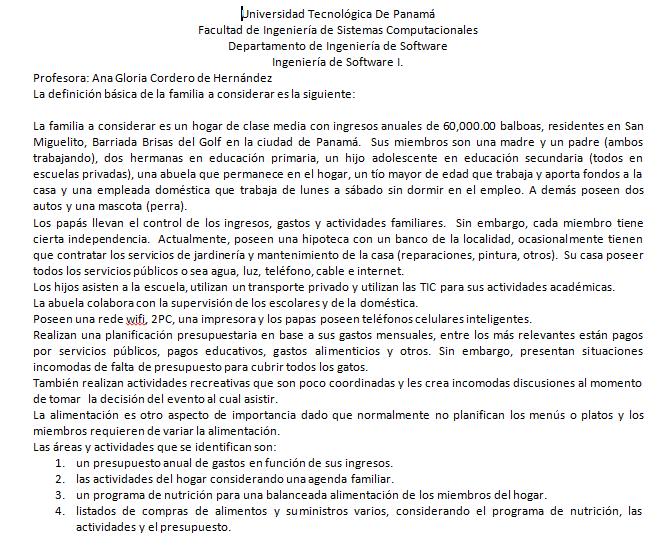 Universidad Tecnológica De Panamá
Facultad de Ingeniería de Sistemas Computacionales
Departamento de Ingeniería de Software
Ingeniería de Software I.
Profesora: Ana Gloria Cordero de Hernández
La definición básica de la familia a considerar es la siguiente:
La familia a considerar es un hogar de clase media con ingresos anuales de 60,000.00 balboas, residentes en San
Miguelito, Barriada Brisas del Golf en la ciudad de Panamá. Sus miembros son una madre y un padre (ambos
trabajando), dos hermanas en educación primaria, un hijo adolescente en educación secundaria (todos en
escuelas privadas), una abuela que permanece en el hogar, un tío mayor de edad que trabaja y aporta fondos a la
casa y una empleada doméstica que trabaja de lunes a sábado sin dormir en el empleo. A demás poseen dos
autos y una mascota (perra).
Los papás llevan el control de los ingresos, gastos y actividades familiares. Sin embargo, cada miembro tiene
cierta independencia. Actualmente, poseen una hipoteca con un banco de la localidad, ocasionalmente tienen
que contratar los servicios de jardinería y mantenimiento de la casa (reparaciones, pintura, otros). Su casa poseer
todos los servicios públicos o sea agua, luz, teléfono, cable e internet.
Los hijos asisten a la escuela, utilizan un transporte privado y utilizan las TIC para sus actividades académicas.
La abuela colabora con la supervisión de los escolares y de la doméstica.
Poseen una rede wifi, 2PC, una impresora y los papas poseen teléfonos celulares inteligentes.
Realizan una planificación presupuestaria en base a sus gastos mensuales, entre los más relevantes están pagos
por servicios públicos, pagos educativos, gastos alimenticios y otros. Sin embargo, presentan situaciones
incomodas de falta de presupuesto para cubrir todos los gatos.
También realizan actividades recreativas que son poco coordinadas y les crea incomodas discusiones al momento
de tomar la decisión del evento al cual asistir.
La alimentación es otro aspecto de importancia dado que normalmente no planifican los menús o platos y los
miembros requieren de variar la alimentación.
Las áreas y actividades que se identifican son:
1. un presupuesto anual de gastos en función de sus ingresos.
2. las actividades del hogar considerando una agenda familiar.
3. un programa de nutrición para una balanceada alimentación de los miembros del hogar.
4. listados de compras de alimentos y suministros varios, considerando el programa de nutrición, las
actividades y el presupuesto.